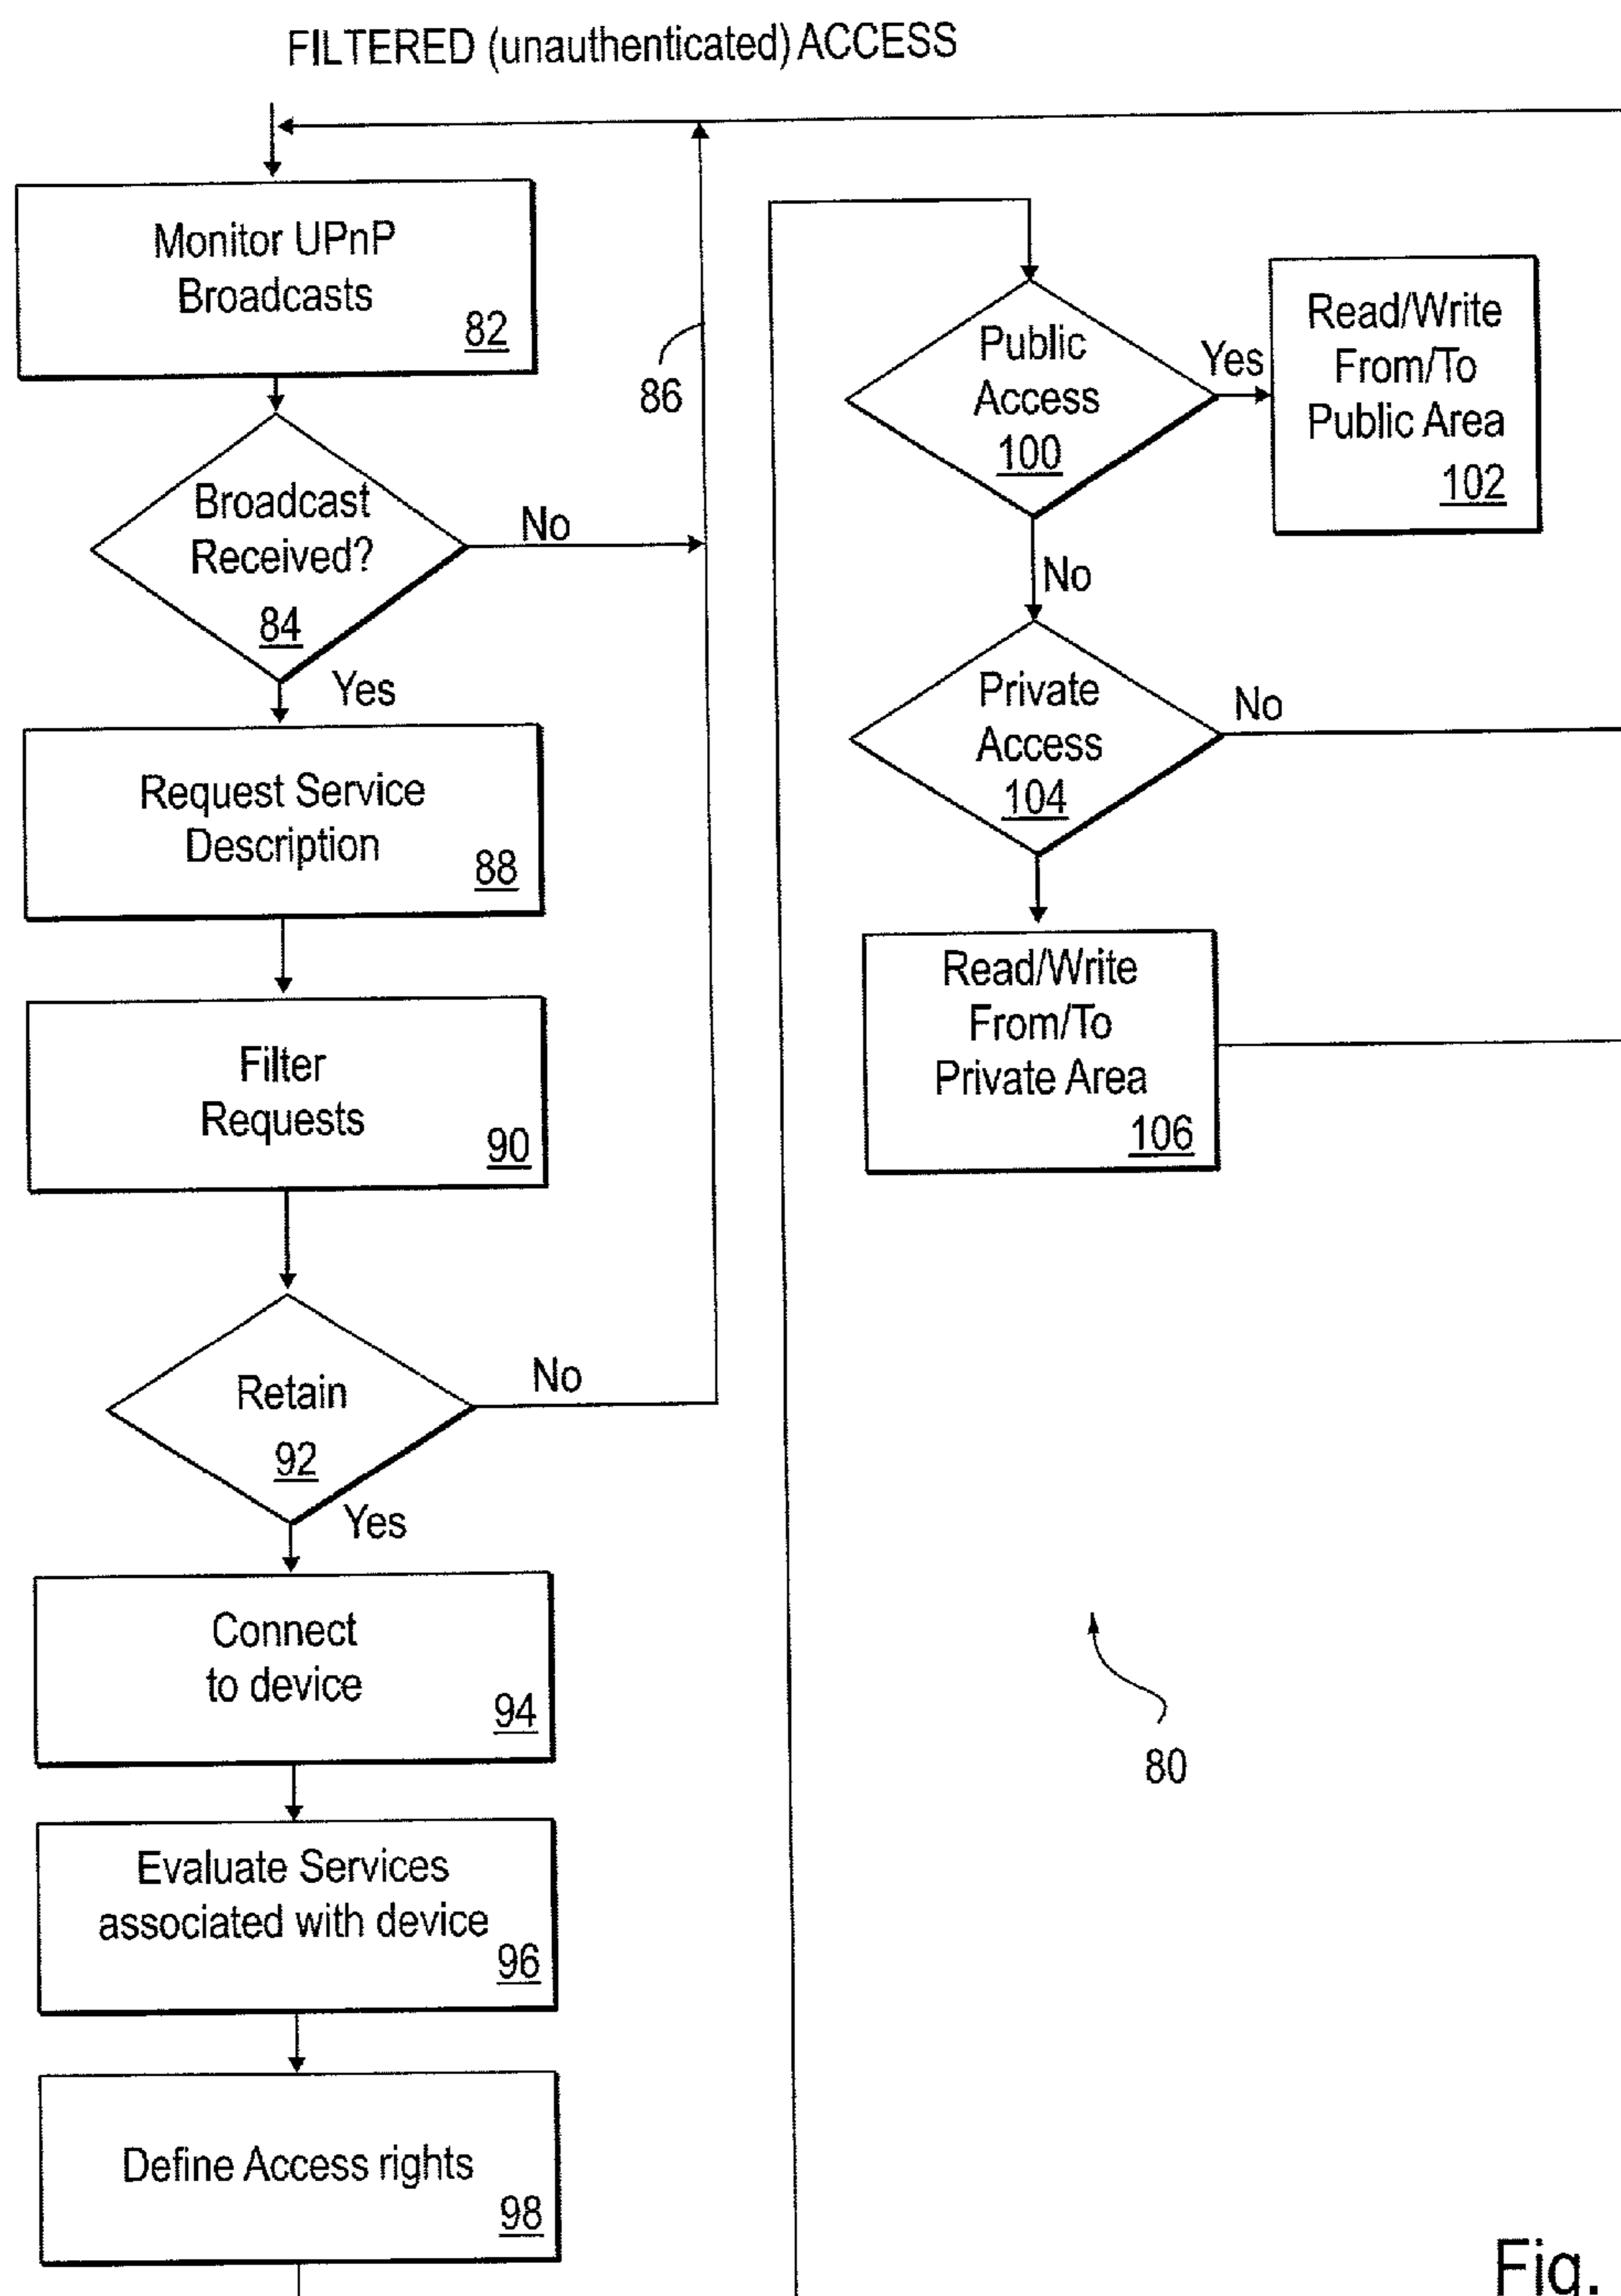 FILTERED (unauthenticated) ACCESS
Monitor UPnP
Broadcasts
82
Broadcast
Received?
84
No
Yes
86
Request Service
Description
88
Filter
Requests
90
Retain
92
No
Yes
Connect
to device
94
Evaluate Services
associated with device
96
Define Access rights
98
Public
Access
100
Yes
No
Read/Write
From/To
Public Area
102
Private
Access
104
No
Read/Write
From/To
Private Area
106
80
Fig.